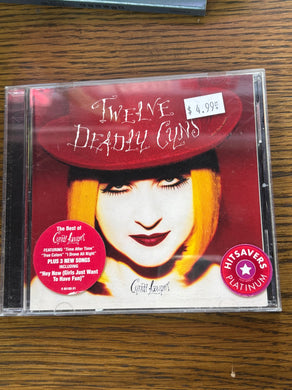 TWELVE
DEADLY CYNS
$4.99
The Best of
Cyndi Lauper
FEATURING "Time After Time"
"True Colors" "I Drove All Night"
PLUS 3 NEW SONGS
INCLUDING
"Hey Now (Girls Just Want
To Have Fun)"
Cyndi Lauper
HITSAVERS
PLATINUM